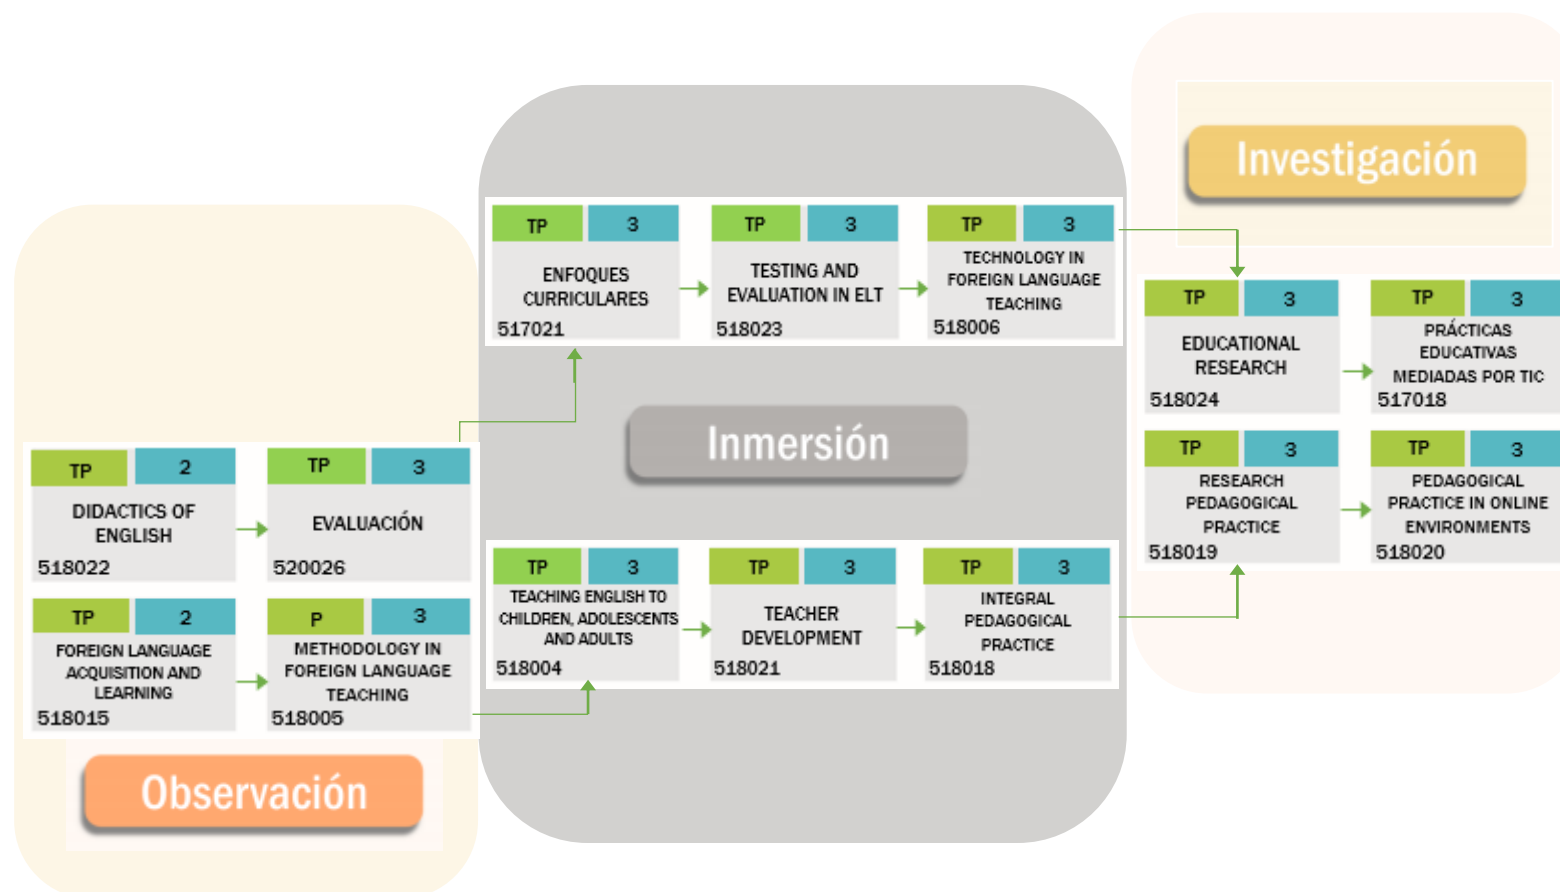 TP 2
DIDACTICS OF
ENGLISH
518022
TP 3
EVALUACIÓN
520026
TP 2
FOREIGN LANGUAGE
ACQUISITION AND
LEARNING
518015
P 3
METHODOLOGY IN
FOREIGN LANGUAGE
TEACHING
518005
Observación
TP 3
ENFOQUES
CURRICULARES
517021
TP 3
TESTING AND
EVALUATION IN ELT
518023
TP 3
TECHNOLOGY IN
FOREIGN LANGUAGE
TEACHING
518006
Inmersión
TP 3
TEACHING ENGLISH TO
CHILDREN, ADOLESCENTS
AND ADULTS
518004
TP 3
TEACHER
DEVELOPMENT
518021
TP 3
INTEGRAL
PEDAGOGICAL
PRACTICE
518018
Investigación
TP 3
EDUCATIONAL
RESEARCH
518024
TP 3
PRÁCTICAS
EDUCATIVAS
MEDIADAS POR TIC
517018
TP 3
RESEARCH
PEDAGOGICAL
PRACTICE
518019
TP 3
PEDAGOGICAL
PRACTICE IN ONLINE
ENVIRONMENTS
518020